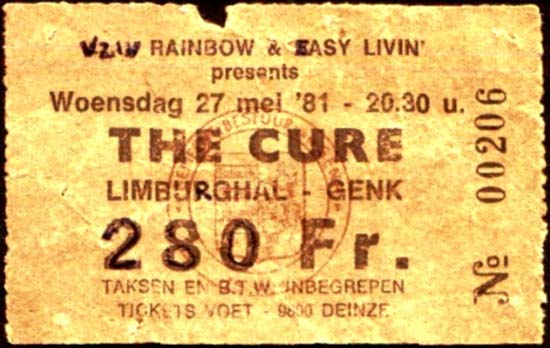 VZW RAINBOW & EASY LIVIN'
presents
Woensdag 27 mei '81 - 20.30 u.
THE CURE
LIMBURGHAL - GENK
280 Fr.
TAKSEN EN B.T.W. INBEGREPEN
TICKETS VOET - 9800 DEINZE
№ 00206
BESTUUR